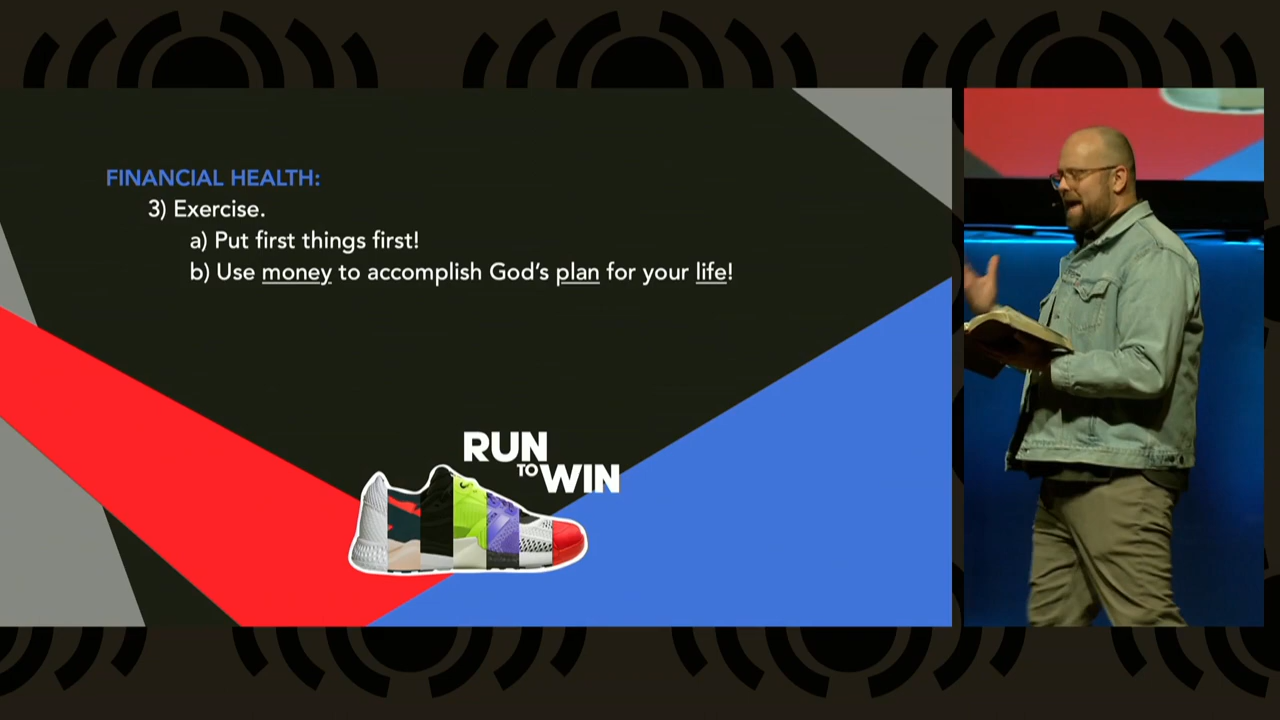 FINANCIAL HEALTH:
3) Exercise.
a) Put first things first!
b) Use money to accomplish God's plan for your life!
RUN
TO WIN